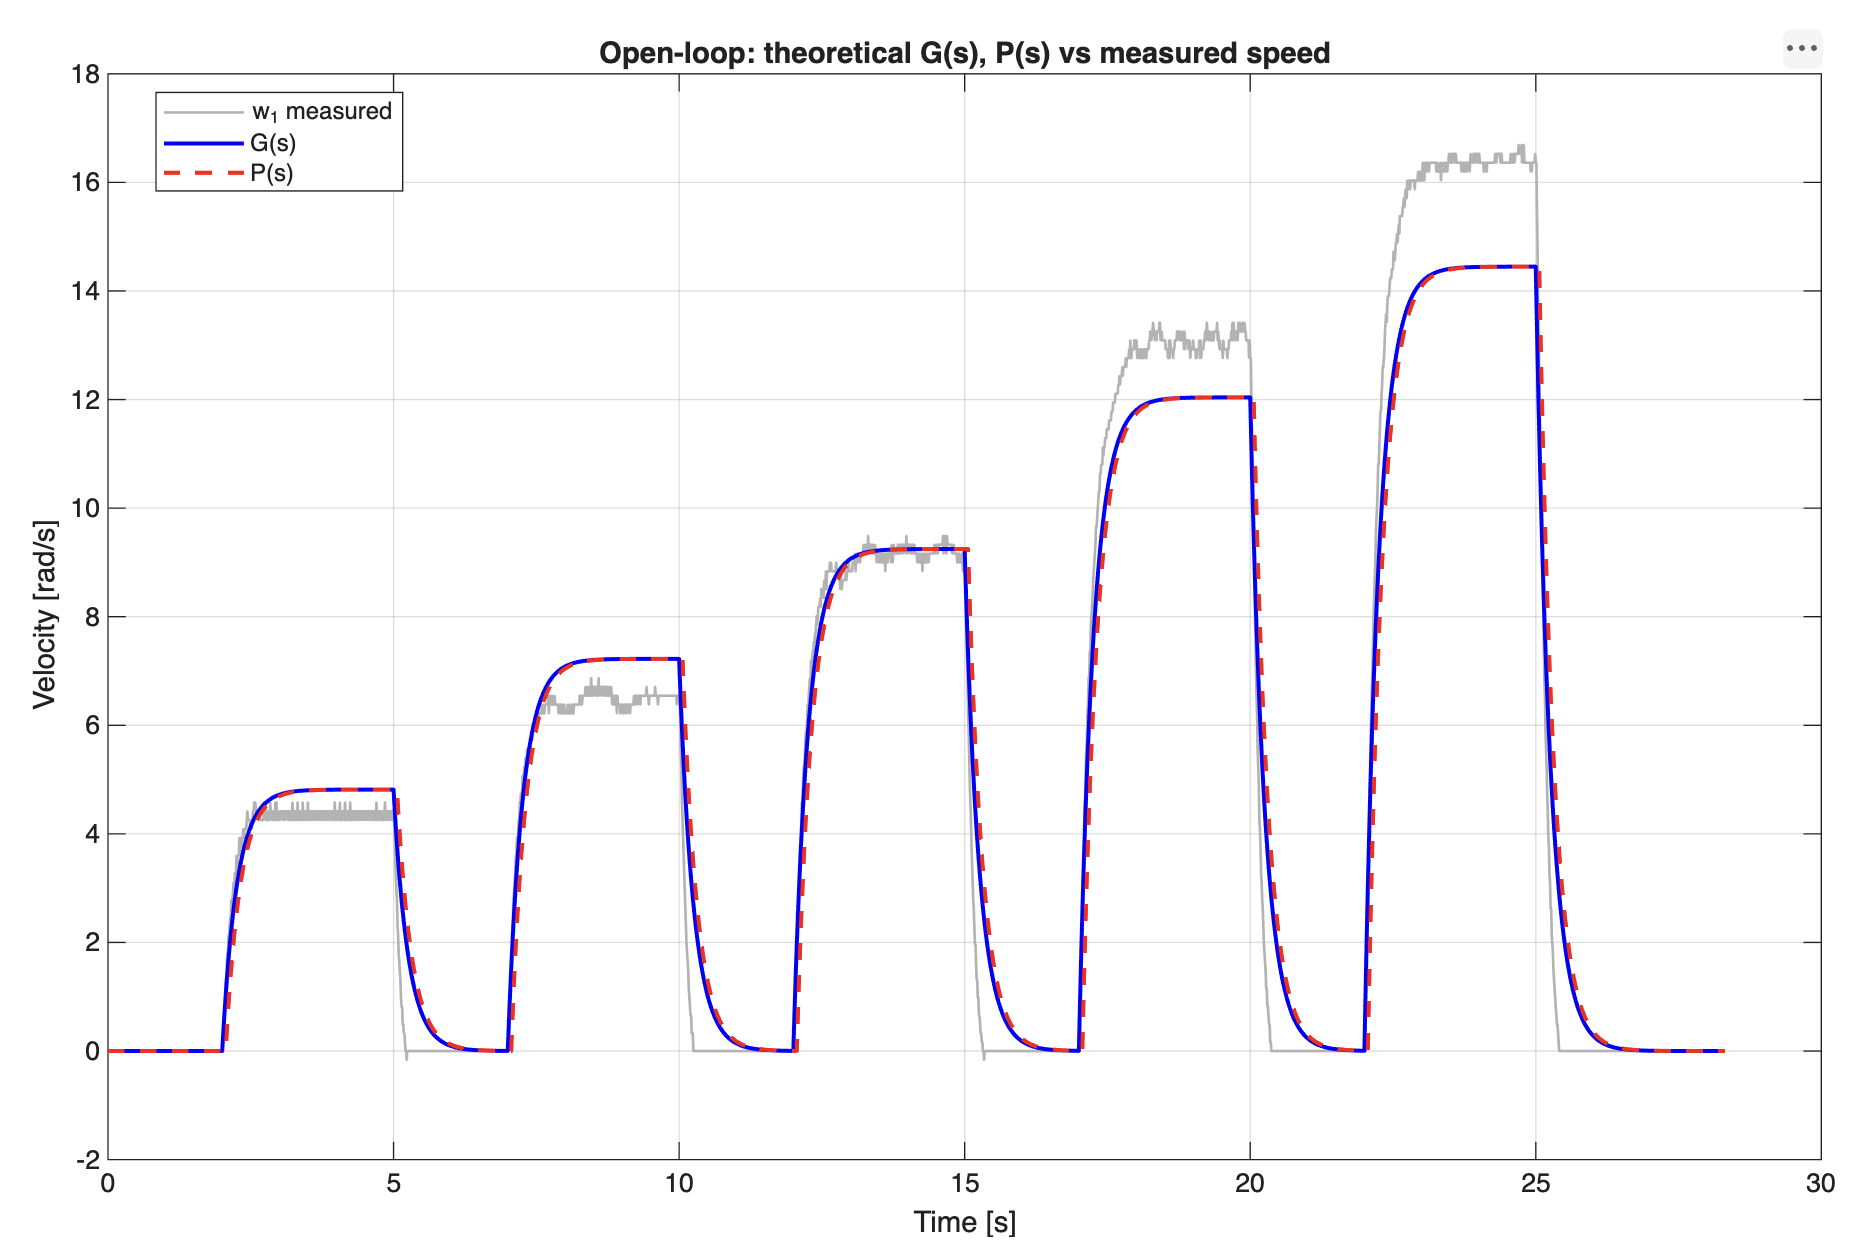 Open-loop: theoretical G(s), P(s) vs measured speed
w₁ measured
G(s)
P(s)
18
16
14
12
10
8
6
4
2
0
-2
Velocity [rad/s]
0 5 10 15 20 25 30
Time [s]